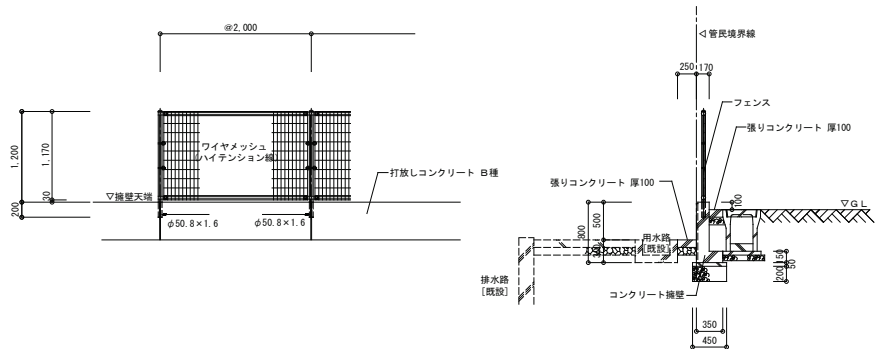 @2,000
1,200
1,170
30
200
ワイヤメッシュ
(ハイテンション線)
▽擁壁天端
φ50.8×1.6
φ50.8×1.6
打放しコンクリート B種
管民境界線
250
170
フェンス
張りコンクリート 厚100
張りコンクリート 厚100
100
▽GL
800
500
用水路
[既設]
排水路
[既設]
150
50
200
コンクリート擁壁
350
450